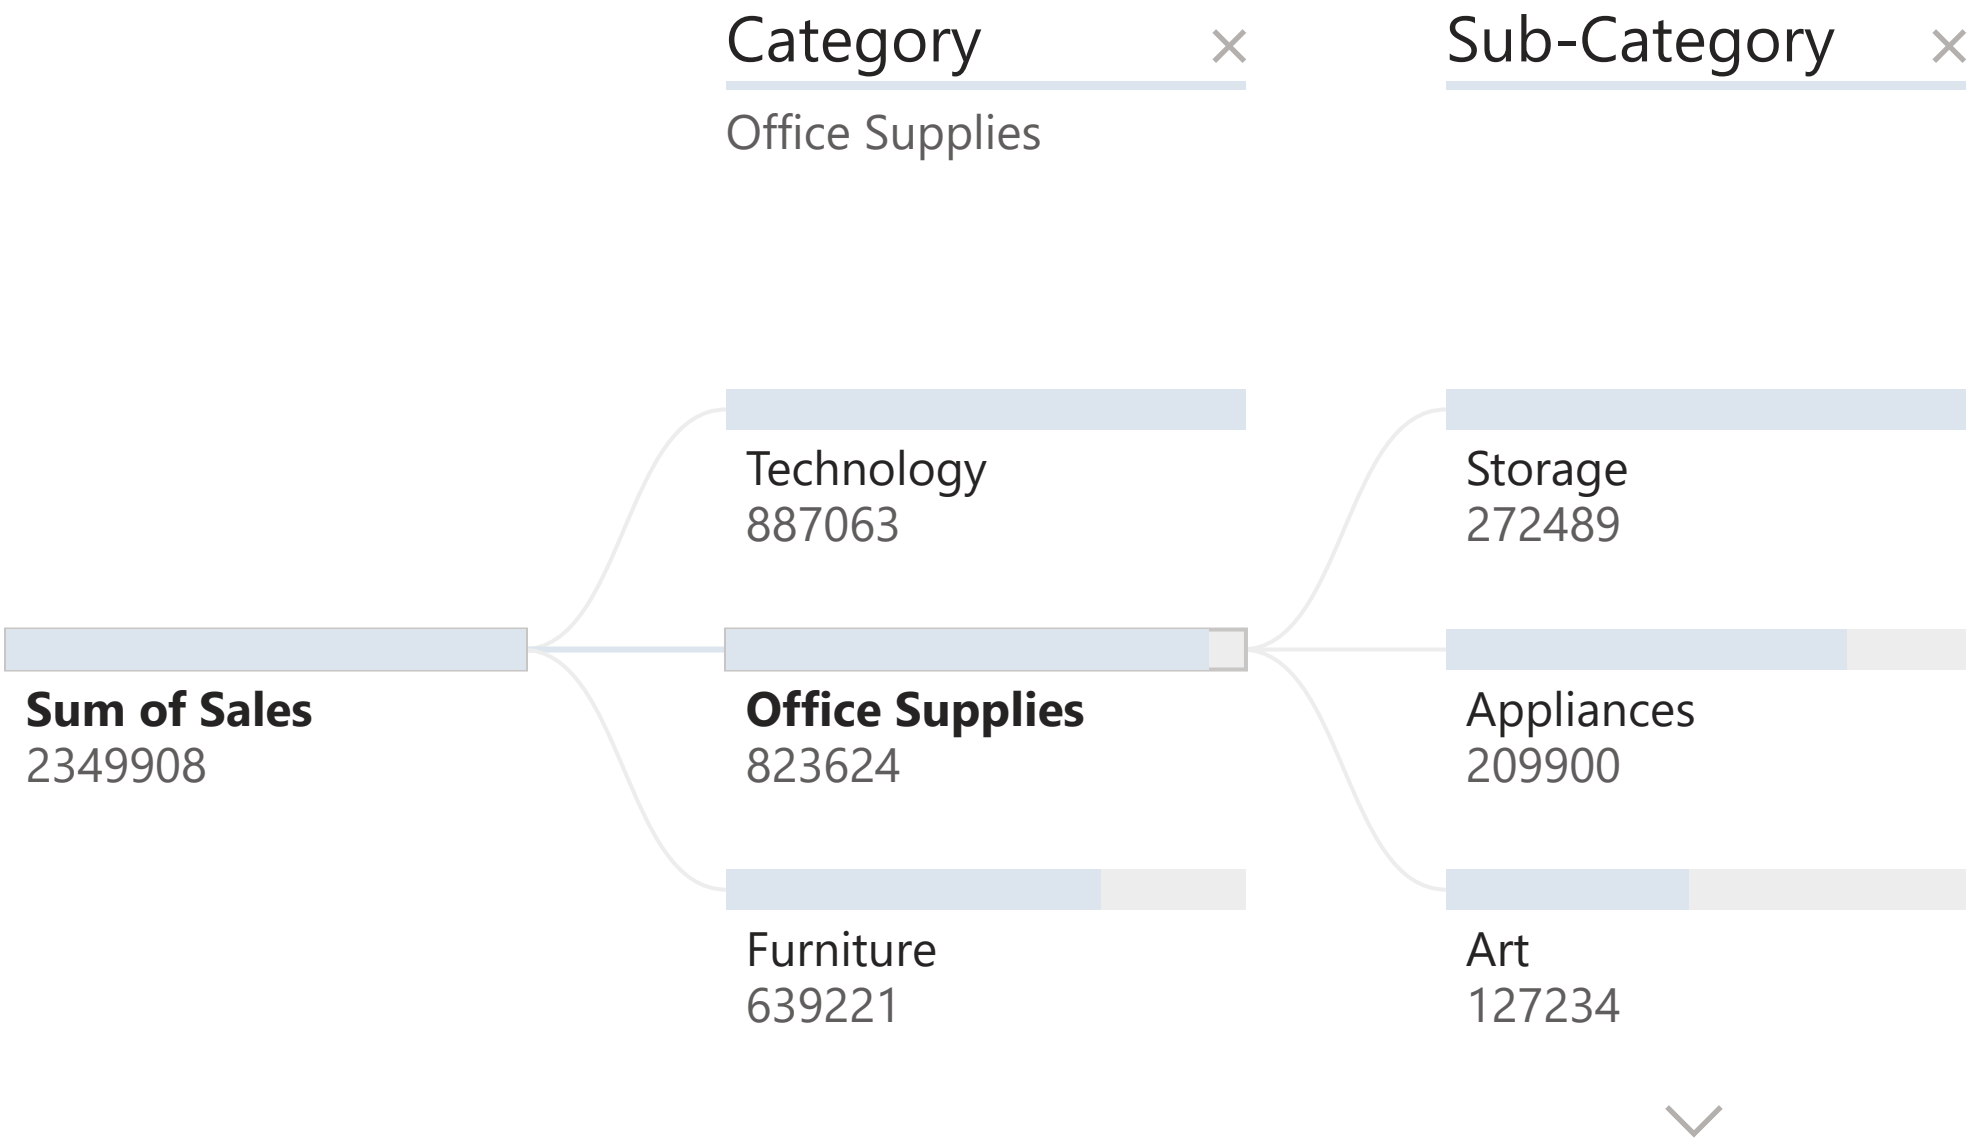 Category
Sub-Category
Office Supplies
Technology
887063
Storage
272489
Sum of Sales
2349908
Office Supplies
823624
Appliances
209900
Furniture
639221
Art
127234